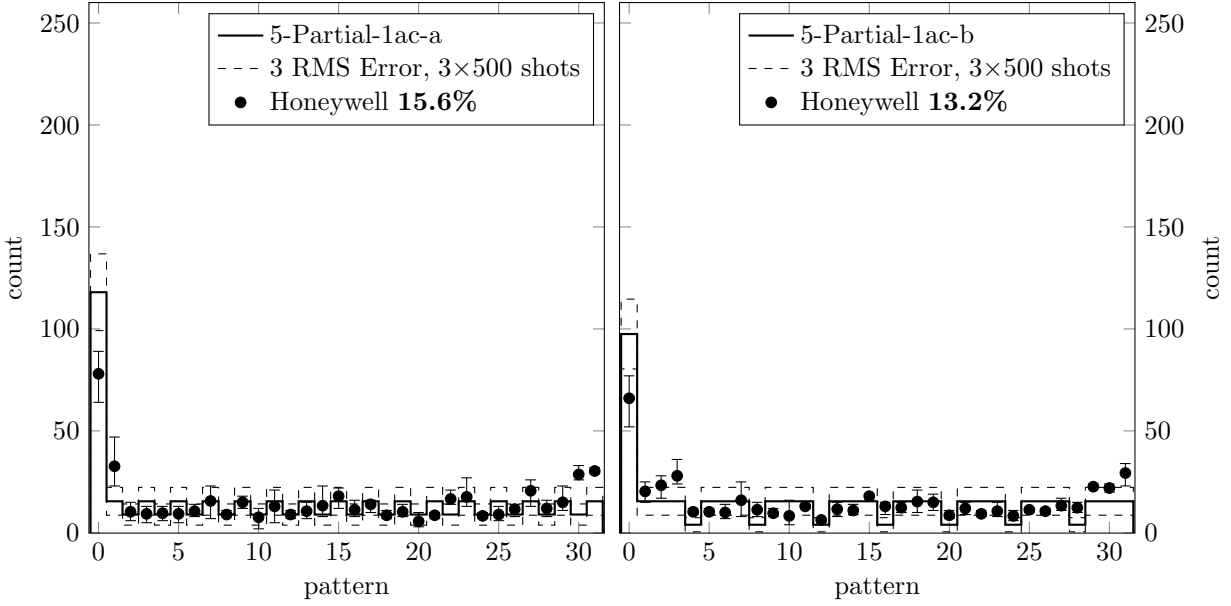 5-Partial-1ac-a
3 RMS Error, 3×500 shots
Honeywell 15.6%
250
200
150
100
50
0
count
0 5 10 15 20 25 30
pattern
5-Partial-1ac-b
3 RMS Error, 3×500 shots
Honeywell 13.2%
250
200
150
100
50
0
count
0 5 10 15 20 25 30
pattern